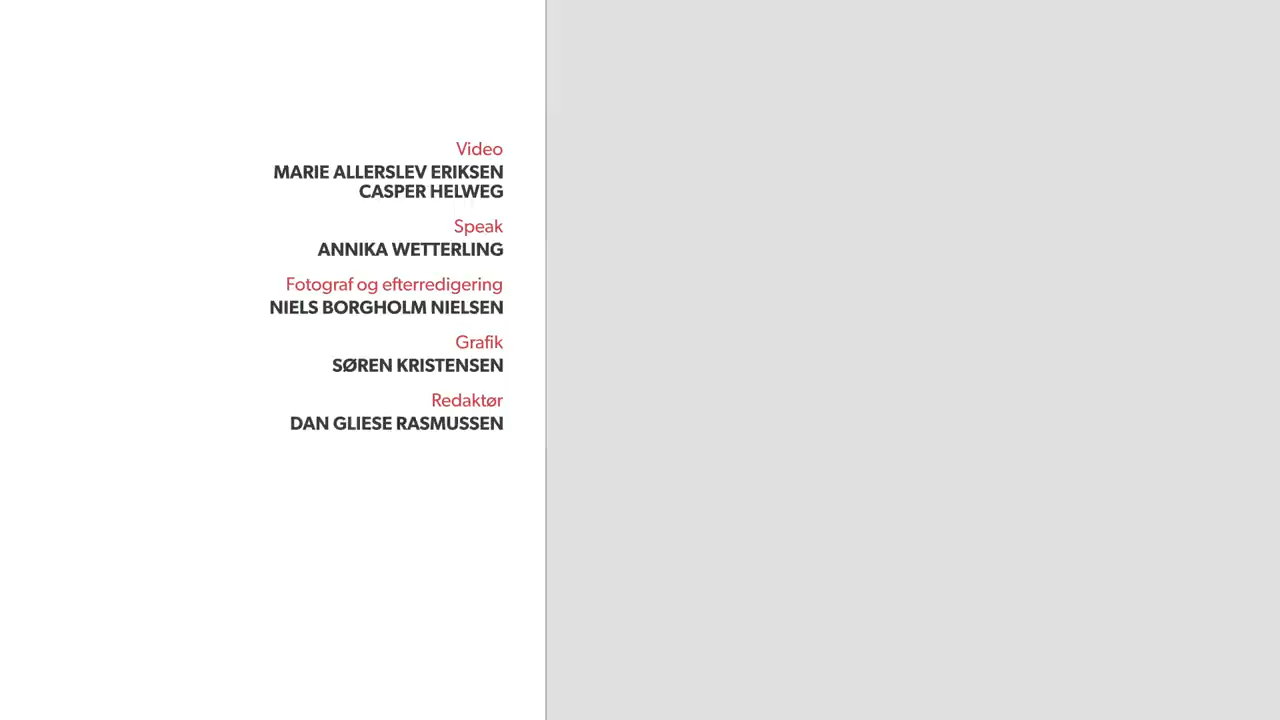 Video
MARIE ALLERSLEV ERIKSEN
CASPER HELWEG
Speak
ANNIKA WETTERLING
Fotograf og efterredigering
NIELS BORGHOLM NIELSEN
Grafik
SØREN KRISTENSEN
Redaktør
DAN GLIESE RASMUSSEN